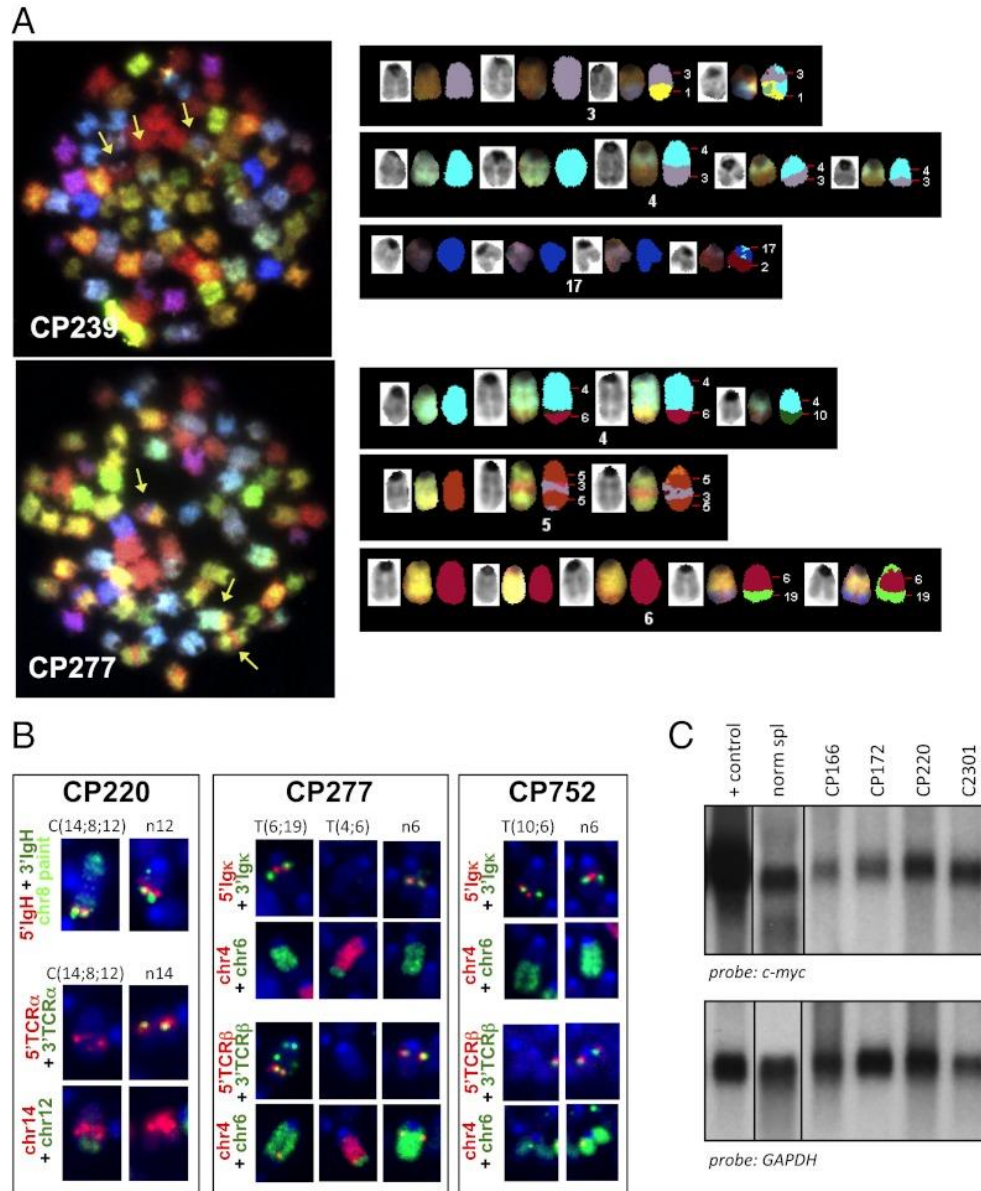 A
CP239
3
1
3
1
3
4
3
4
3
4
3
4
17
2
17
CP277
4
6
4
6
4
10
4
5
3
5
5
3
5
5
6
19
6
19
6
B
CP220
C(14;8;12) n12
5'IgH + 3'IgH
chr8 paint
C(14;8;12) n14
5'TCRα
+ 3'TCRα
chr14
+ chr12
CP277
T(6;19) T(4;6) n6
5'Igκ
+ 3'Igκ
chr4
+ chr6
5'TCRβ
+ 3'TCRβ
chr4
+ chr6
CP752
T(10;6) n6
5'Igκ
+ 3'Igκ
chr4
+ chr6
5'TCRβ
+ 3'TCRβ
chr4
+ chr6
C
+ control
norm spl
CP166
CP172
CP220
C2301
probe: c-myc
probe: GAPDH